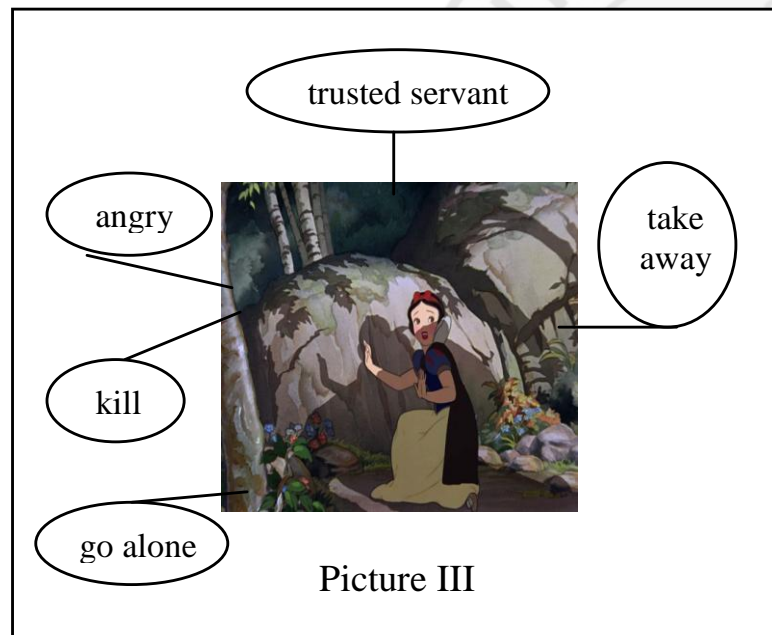 trusted servant
angry
take
away
kill
go alone
Picture III